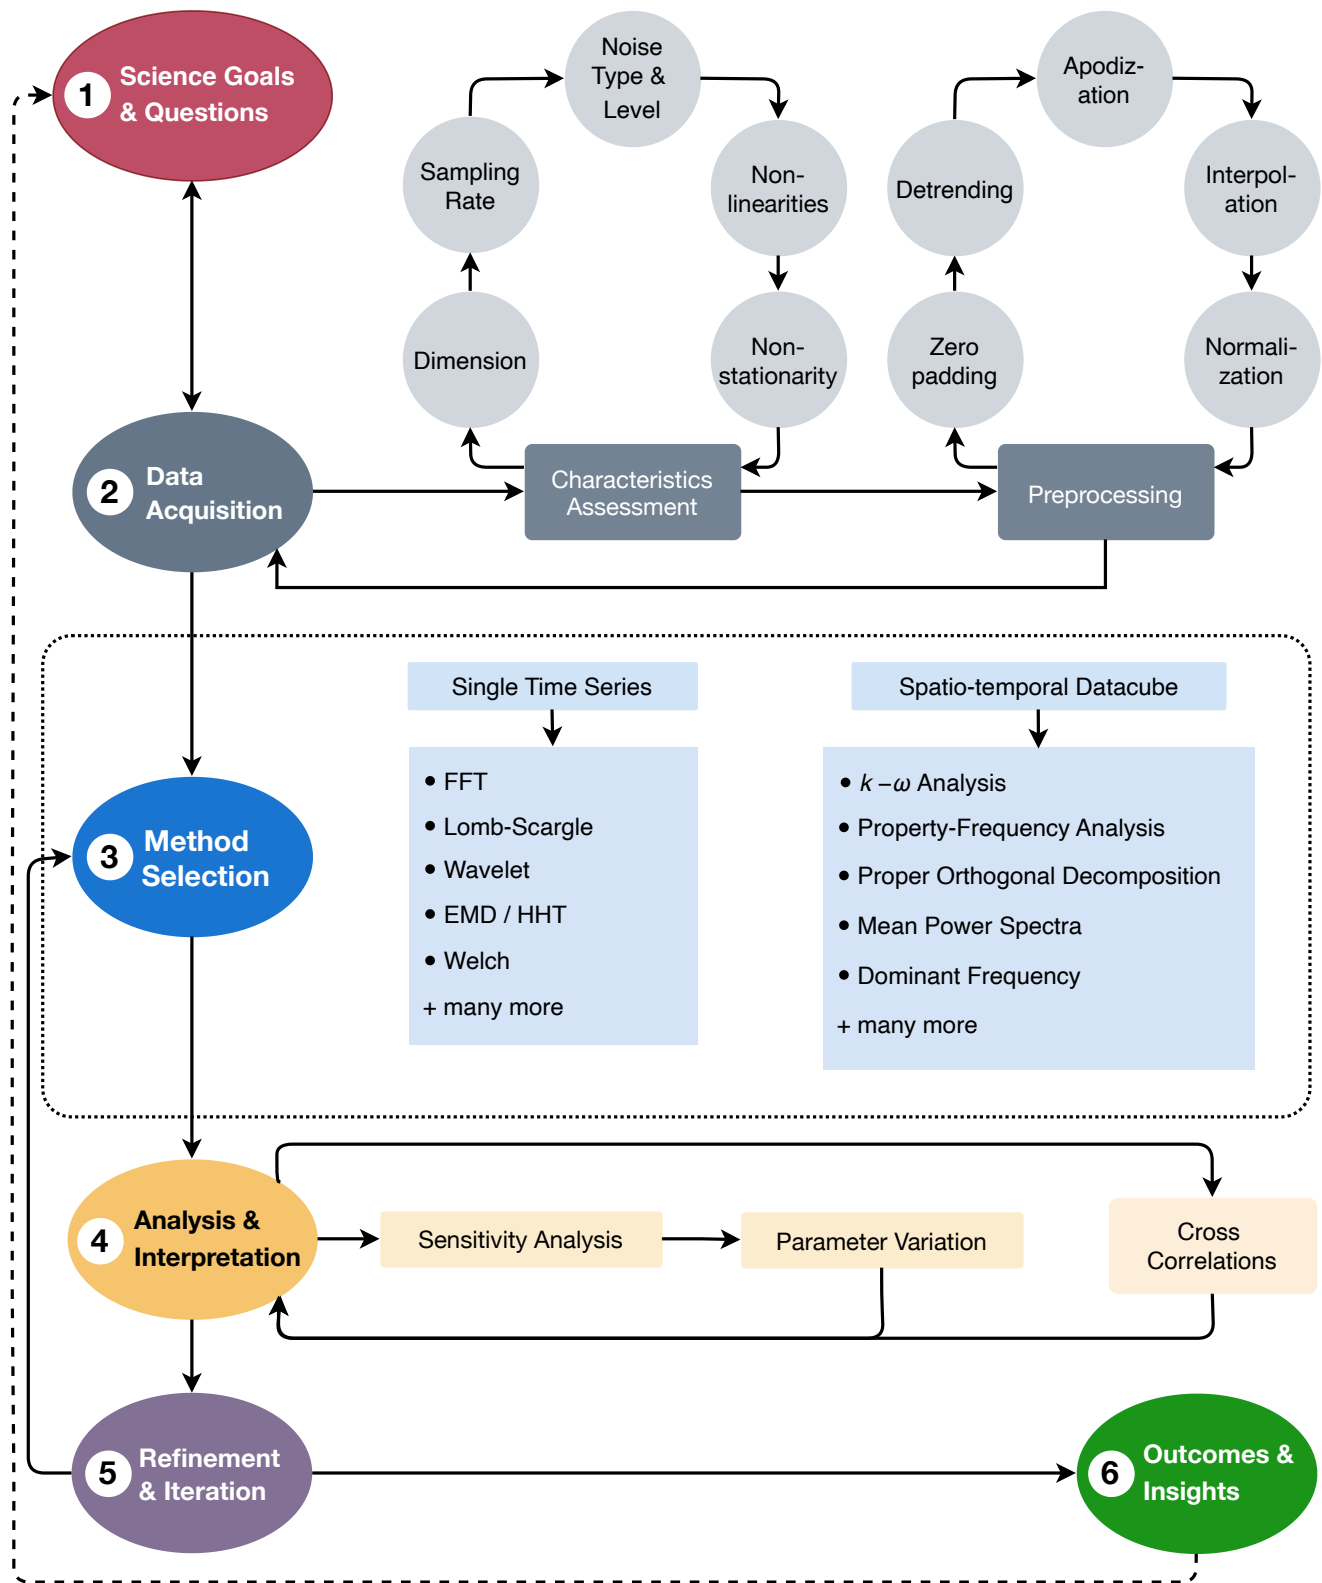 1
Science Goals
& Questions
Noise
Type &
Level
Sampling
Rate
Non-
linearities
Dimension
Non-
stationarity
Apodiz-
ation
Detrending
Interpol-
ation
Zero
padding
Normali-
zation
2
Data
Acquisition
Characteristics
Assessment
Preprocessing
3
Method
Selection
Single Time Series
• FFT
• Lomb-Scargle
• Wavelet
• EMD / HHT
• Welch
+ many more
Spatio-temporal Datacube
• k – ω Analysis
• Property-Frequency Analysis
• Proper Orthogonal Decomposition
• Mean Power Spectra
• Dominant Frequency
+ many more
4
Analysis &
Interpretation
Sensitivity Analysis
Parameter Variation
Cross
Correlations
5
Refinement
& Iteration
6
Outcomes &
Insights